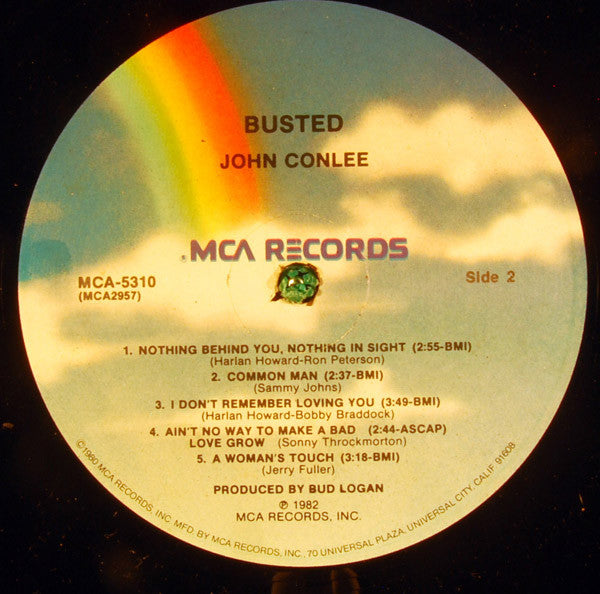 BUSTED
JOHN CONLEE
MCA RECORDS
®
MCA-5310
(MCA2957)
Side 2
1. NOTHING BEHIND YOU, NOTHING IN SIGHT (2:55-BMI)
(Harlan Howard-Ron Peterson)
2. COMMON MAN (2:37-BMI)
(Sammy Johns)
3. I DON'T REMEMBER LOVING YOU (3:49-BMI)
(Harlan Howard-Bobby Braddock)
4. AIN'T NO WAY TO MAKE A BAD (2:44-ASCAP)
LOVE GROW (Sonny Throckmorton)
5. A WOMAN'S TOUCH (3:18-BMI)
(Jerry Fuller)
PRODUCED BY BUD LOGAN
℗ 1982
MCA RECORDS, INC.
©1980 MCA RECORDS, INC. MFD. BY MCA RECORDS, INC., 70 UNIVERSAL PLAZA, UNIVERSAL CITY, CALIF. 91608